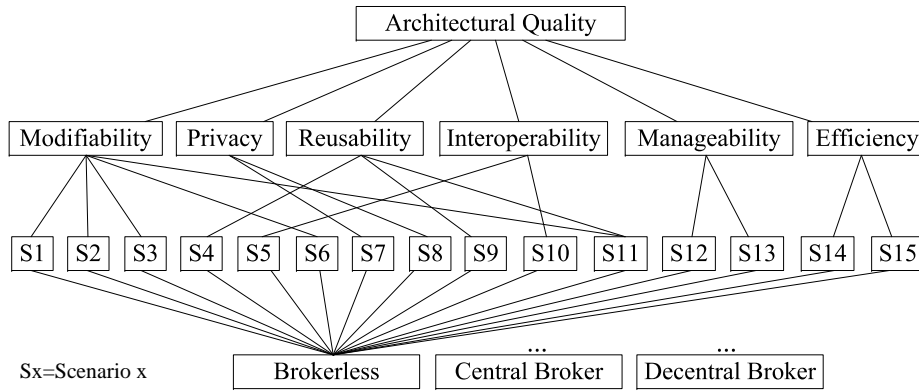 Architectural Quality
Modifiability Privacy Reusability Interoperability Manageability Efficiency
S1 S2 S3 S4 S5 S6 S7 S8 S9 S10 S11 S12 S13 S14 S15
... ...
Sx=Scenario x Brokerless Central Broker Decentral Broker